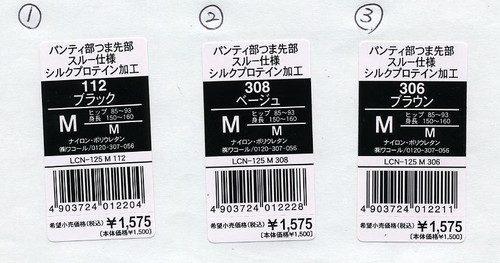 ①
パンティ部つま先部
スルー仕様
シルクプロテイン加工
112
ブラック
M
ヒップ 85~93
身長 150~160
M
ナイロン・ポリウレタン
㈱ワコール/0120-307-056
LCN-125 M 112
4903724012204
希望小売価格(税込) ¥1,575
(本体価格¥1,500)
②
パンティ部つま先部
スルー仕様
シルクプロテイン加工
308
ベージュ
M
ヒップ 85~93
身長 150~160
M
ナイロン・ポリウレタン
㈱ワコール/0120-307-056
LCN-125 M 308
4903724012228
希望小売価格(税込) ¥1,575
(本体価格¥1,500)
③
パンティ部つま先部
スルー仕様
シルクプロテイン加工
306
ブラウン
M
ヒップ 85~93
身長 150~160
M
ナイロン・ポリウレタン
㈱ワコール/0120-307-056
LCN-125 M 306
4903724012211
希望小売価格(税込) ¥1,575
(本体価格¥1,500)